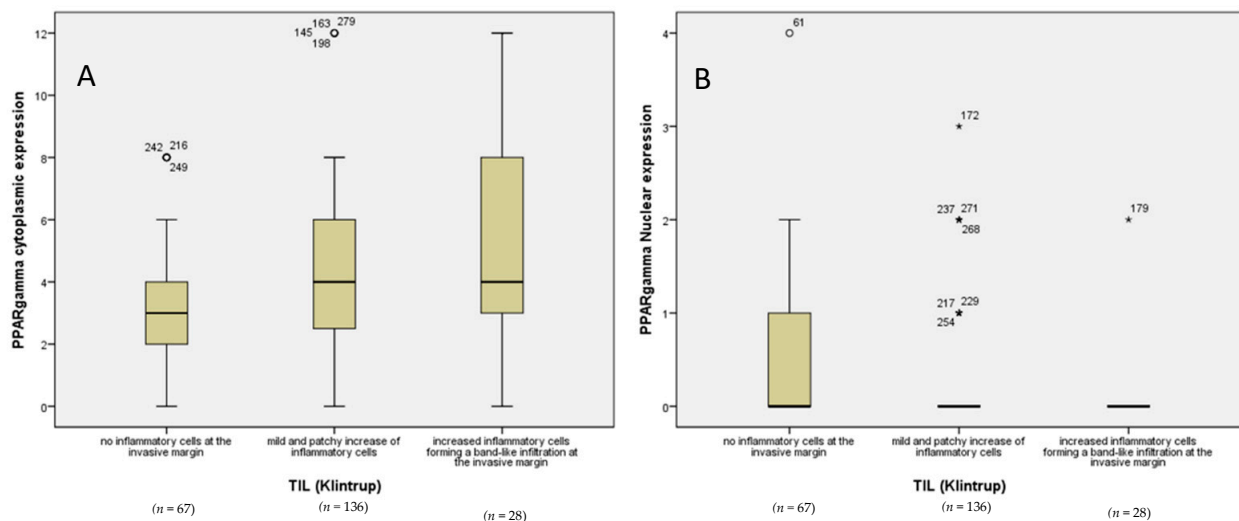 A
PPARgamma cytoplasmic expression
12
10
8
6
4
2
0
163 279
145
198
242 216
249
no inflammatory cells at the
invasive margin
mild and patchy increase of
inflammatory cells
increased inflammatory cells
forming a band-like infiltration at
the invasive margin
TIL (Klintrup)
(n = 67)
(n = 136)
(n = 28)
B
PPARgamma Nuclear expression
4
3
2
1
0
61
172
237 271
268
217 229
254
179
no inflammatory cells at the
invasive margin
mild and patchy increase of
inflammatory cells
increased inflammatory cells
forming a band-like infiltration at the
invasive margin
TIL (Klintrup)
(n = 67)
(n = 136)
(n = 28)